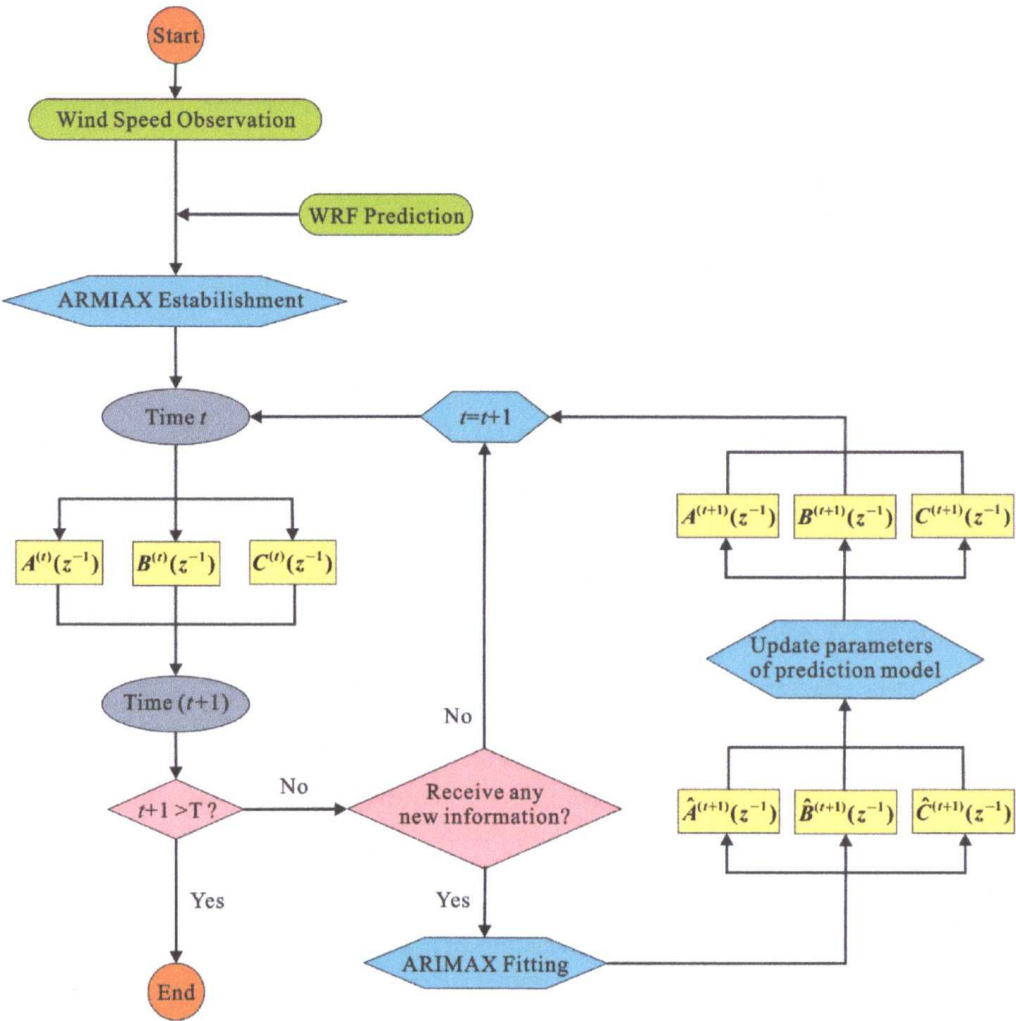 Start
Wind Speed Observation
WRF Prediction
ARMIAX Estabilishment
Time t
t=t+1
A^(t)(z^−1)
B^(t)(z^−1)
C^(t)(z^−1)
Time (t+1)
t+1 >T ?
No
Yes
End
Receive any
new information?
No
Yes
ARIMAX Fitting
Â^(t+1)(z^−1)
B̂^(t+1)(z^−1)
Ĉ^(t+1)(z^−1)
Update parameters
of prediction model
A^(t+1)(z^−1)
B^(t+1)(z^−1)
C^(t+1)(z^−1)